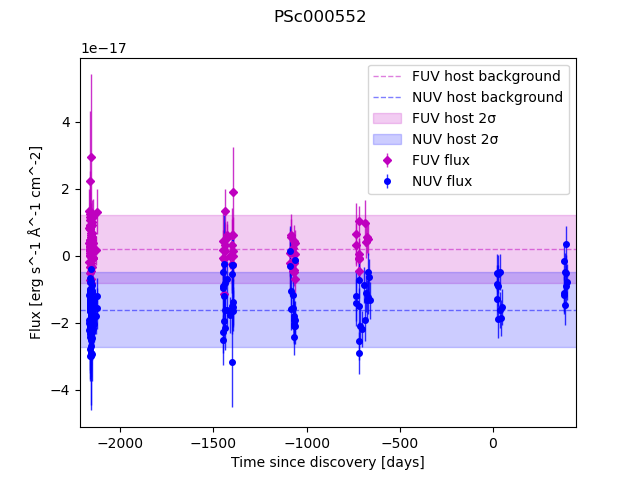 PSc000552
1e−17
FUV host background
NUV host background
FUV host 2σ
NUV host 2σ
FUV flux
NUV flux
4
2
0
−2
−4
Flux [erg s^-1 Å^-1 cm^-2]
−2000
−1500
−1000
−500
0
Time since discovery [days]